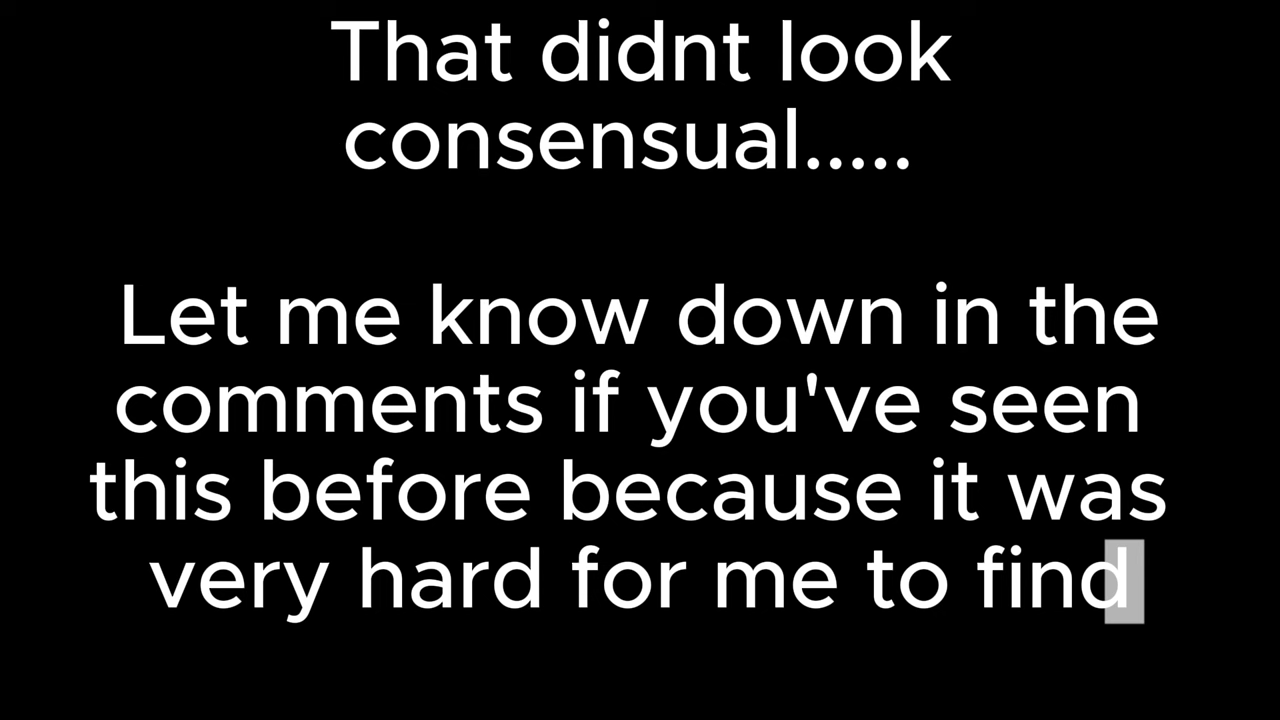 That didnt look
consensual.....
Let me know down in the
comments if you've seen
this before because it was
very hard for me to find